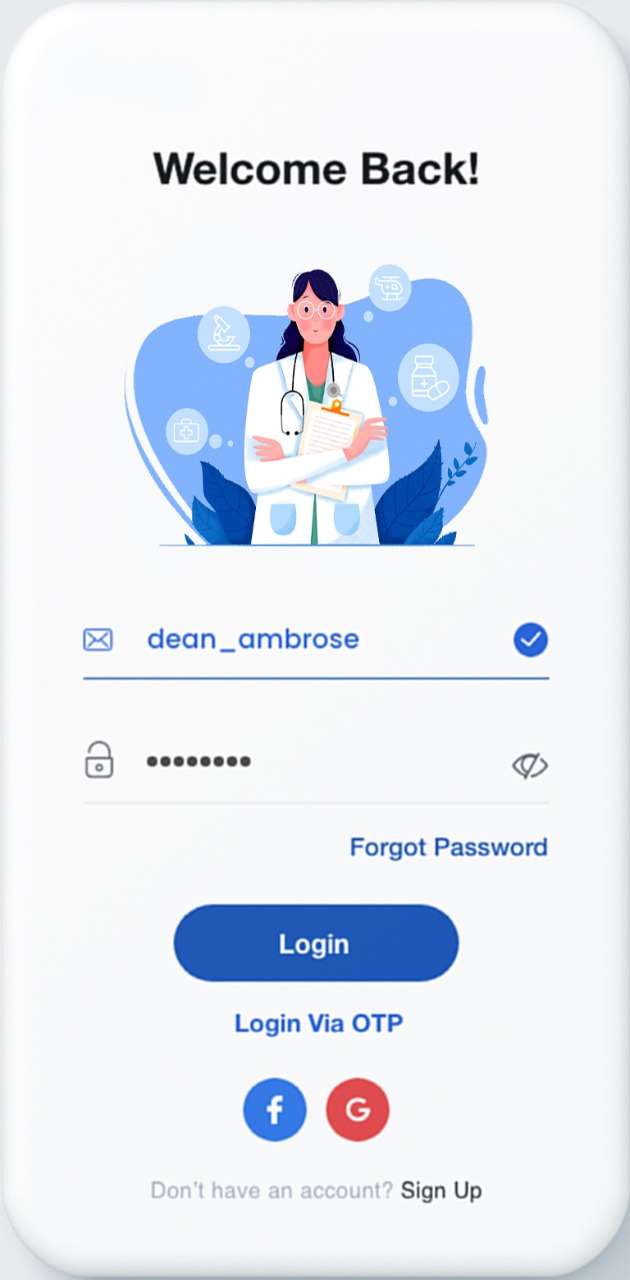 Welcome Back!
dean_ambrose
••••••••
Forgot Password
Login
Login Via OTP
f G
Don't have an account? Sign Up